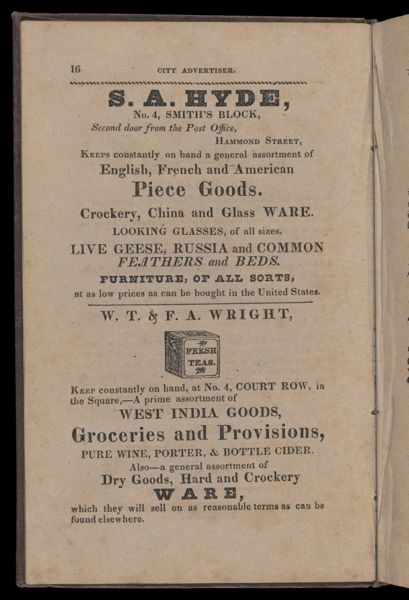 16 CITY ADVERTISER.
S. A. HYDE,
No. 4, SMITH'S BLOCK,
Second door from the Post Office,
HAMMOND STREET,
KEEPS constantly on hand a general assortment of
English, French and American
Piece Goods.
Crockery, China and Glass WARE.
LOOKING GLASSES, of all sizes.
LIVE GEESE, RUSSIA and COMMON
FEATHERS and BEDS.
FURNITURE, OF ALL SORTS,
at as low prices as can be bought in the United States.
W. T. & F. A. WRIGHT,
FRESH
TEAS.
KEEP constantly on hand, at No. 4, COURT ROW, in
the Square,—A prime assortment of
WEST INDIA GOODS,
Groceries and Provisions,
PURE WINE, PORTER, & BOTTLE CIDER.
Also—a general assortment of
Dry Goods, Hard and Crockery
WARE,
which they will sell on as reasonable terms as can be
found elsewhere.